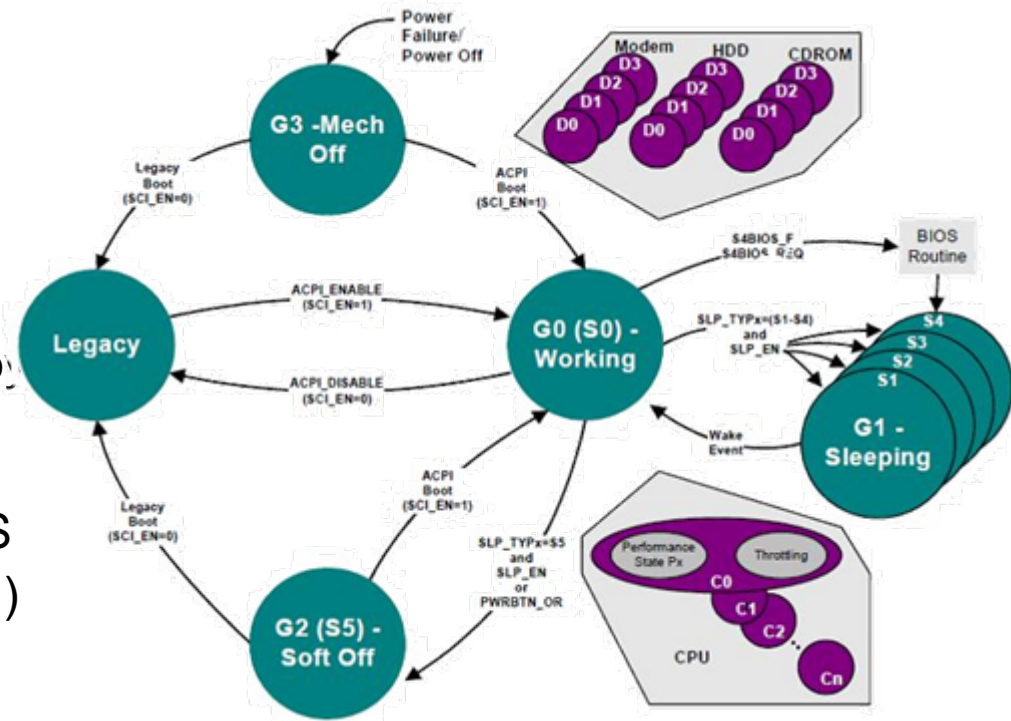 Power
Failure/
Power Off
G3 -Mech
Off
Modem
HDD
CDROM
D3
D2
D1
D0
D3
D2
D1
D0
D3
D2
D1
D0
Legacy
Boot
(SCI_EN=0)
ACPI
Boot
(SCI_EN=1)
S4BIOS_F
S4BIOS_REQ
BIOS
Routine
ACPI_ENABLE
(SCI_EN=1)
Legacy
G0 (S0) -
Working
SLP_TYPx=(S1-S4)
and
SLP_EN
S4
S3
S2
S1
ACPI_DISABLE
(SCI_EN=0)
G1 -
Sleeping
Wake
Event
ACPI
Boot
(SCI_EN=1)
Legacy
Boot
(SCI_EN=0)
S
)
SLP_TYPx=S5
and
SLP_EN
or
PWRBTN_OR
G2 (S5) -
Soft Off
Performance
State Px
Throttling
C0
C1
C2
CPU
Cn